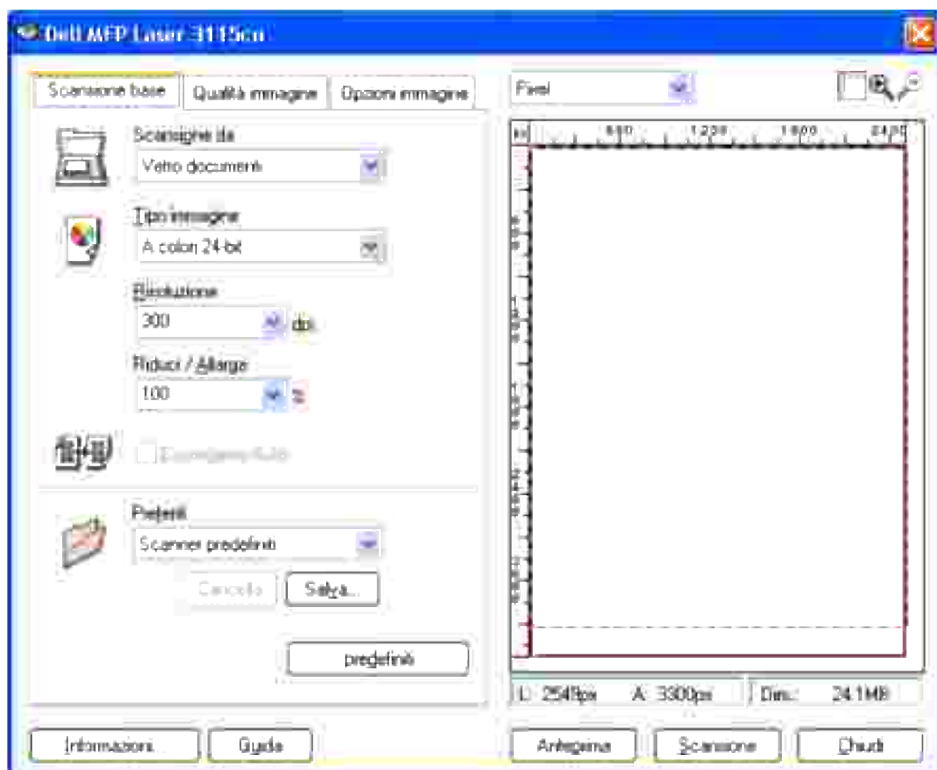 Dell MFP Laser 3115cn
Scansione base
Qualità immagine
Opzioni immagine
Scansione da
Vetro documenti
Tipo immagine
A colori 24-bit
Risoluzione
300
dpi
Riduci / Allarga
100
%
Preferiti
Scanner predefiniti
Cancella
Salva...
predefiniti
Informazioni
Guida
Pixel
600 1200 1800 2400
L: 2548px A: 3300px
Dim.: 24.1MB
Anteprima
Scansione
Chiudi